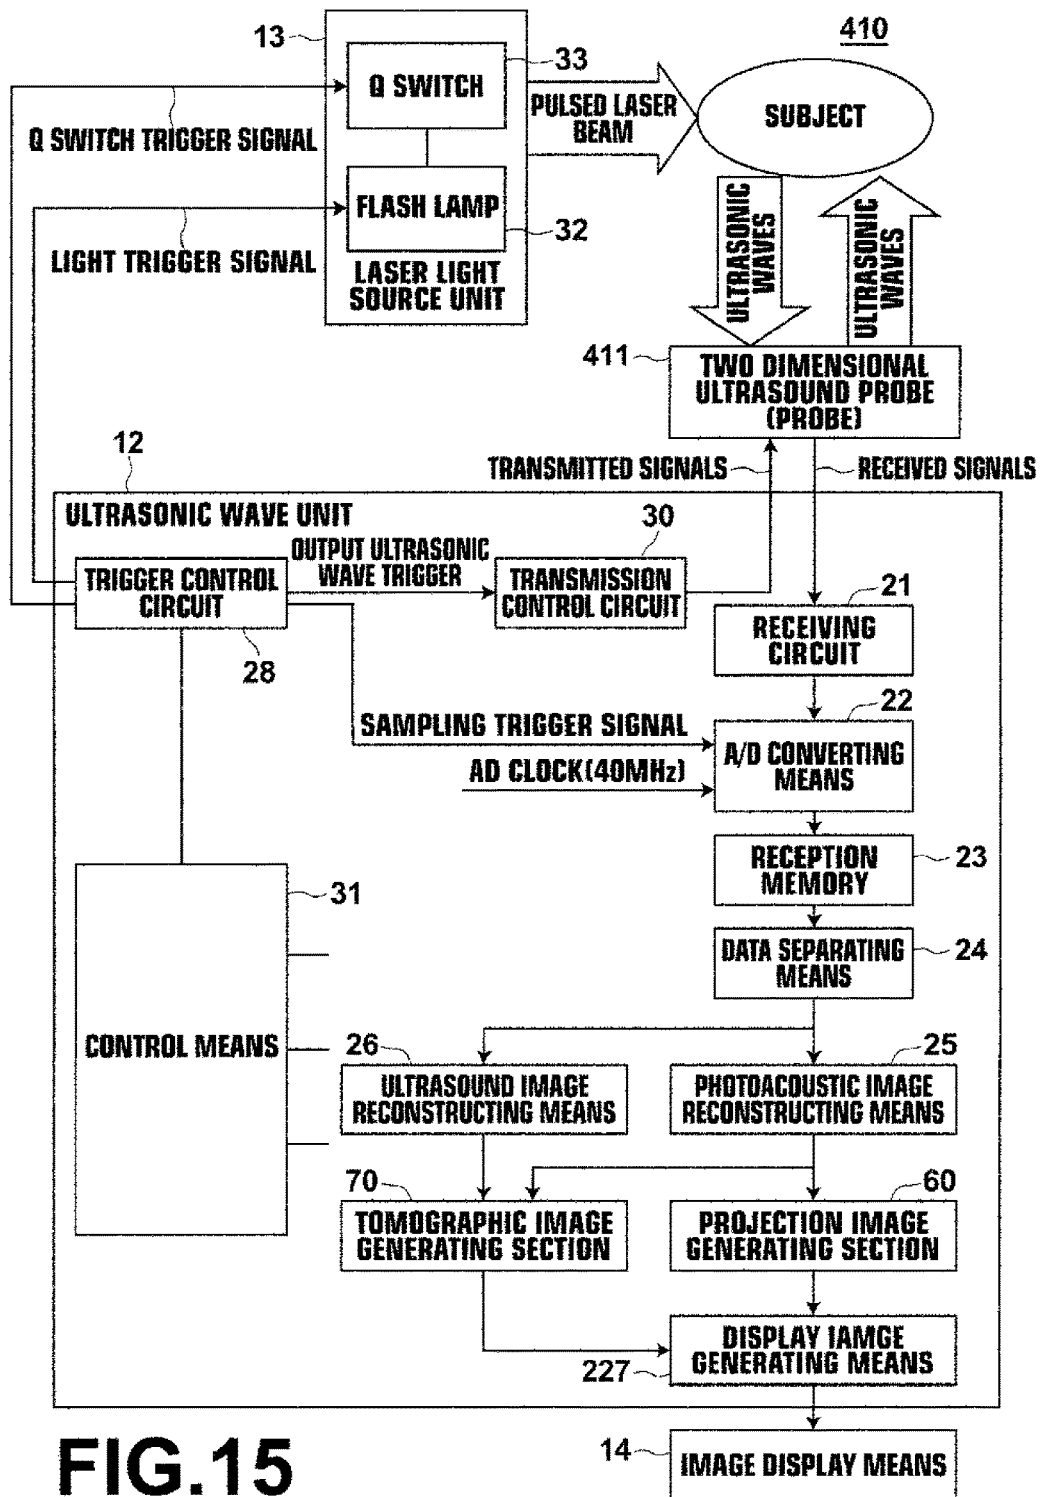 410
13
33
Q SWITCH
PULSED LASER
BEAM
SUBJECT
Q SWITCH TRIGGER SIGNAL
FLASH LAMP
32
LIGHT TRIGGER SIGNAL
LASER LIGHT
SOURCE UNIT
ULTRASONIC
WAVES
ULTRASONIC
WAVES
411
TWO DIMENSIONAL
ULTRASOUND PROBE
(PROBE)
12
TRANSMITTED SIGNALS
RECEIVED SIGNALS
ULTRASONIC WAVE UNIT
30
OUTPUT ULTRASONIC
WAVE TRIGGER
TRIGGER CONTROL
CIRCUIT
28
TRANSMISSION
CONTROL CIRCUIT
21
RECEIVING
CIRCUIT
22
SAMPLING TRIGGER SIGNAL
A/D CONVERTING
MEANS
AD CLOCK(40MHz)
RECEPTION
MEMORY
23
31
DATA SEPARATING
MEANS
24
CONTROL MEANS
26
25
ULTRASOUND IMAGE
RECONSTRUCTING MEANS
PHOTOACOUSTIC IMAGE
RECONSTRUCTING MEANS
70
60
TOMOGRAPHIC IMAGE
GENERATING SECTION
PROJECTION IMAGE
GENERATING SECTION
DISPLAY IAMGE
GENERATING MEANS
227
FIG.15
14
IMAGE DISPLAY MEANS